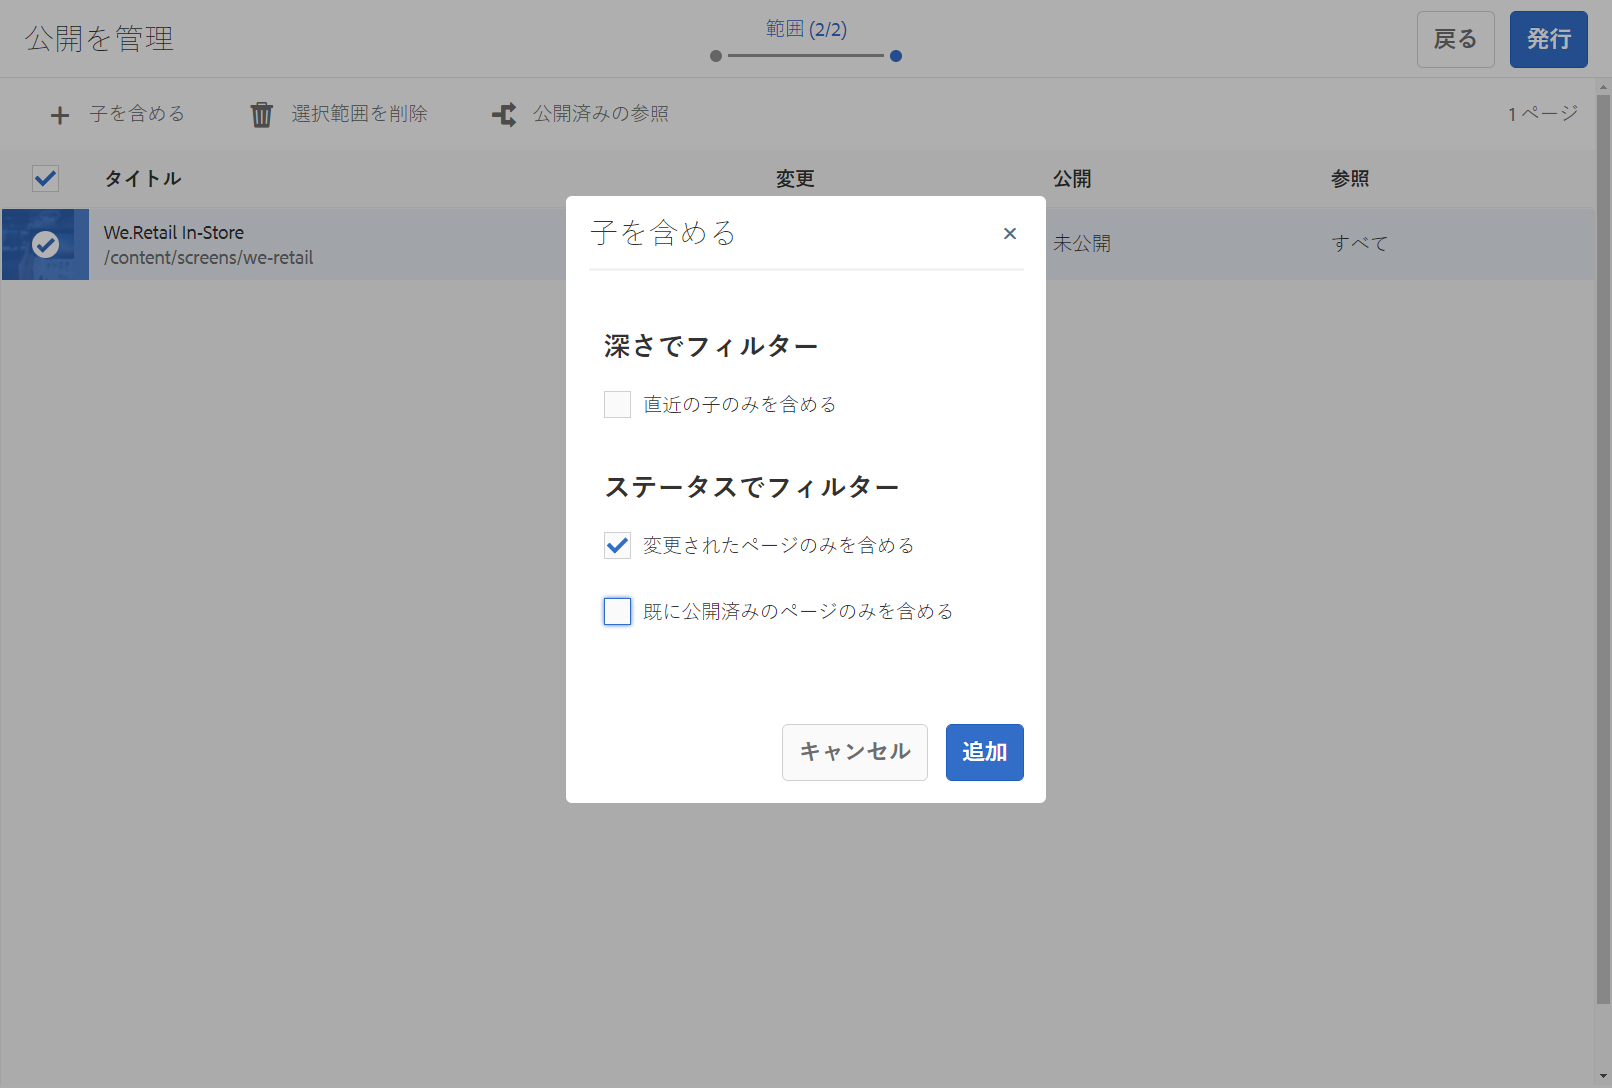 公開を管理
範囲 (2/2)
戻る
発行
子を含める
選択範囲を削除
公開済みの参照
1 ページ
タイトル
変更
公開
参照
We.Retail In-Store
/content/screens/we-retail
未公開
すべて
子を含める
深さでフィルター
直近の子のみを含める
ステータスでフィルター
変更されたページのみを含める
既に公開済みのページのみを含める
キャンセル
追加